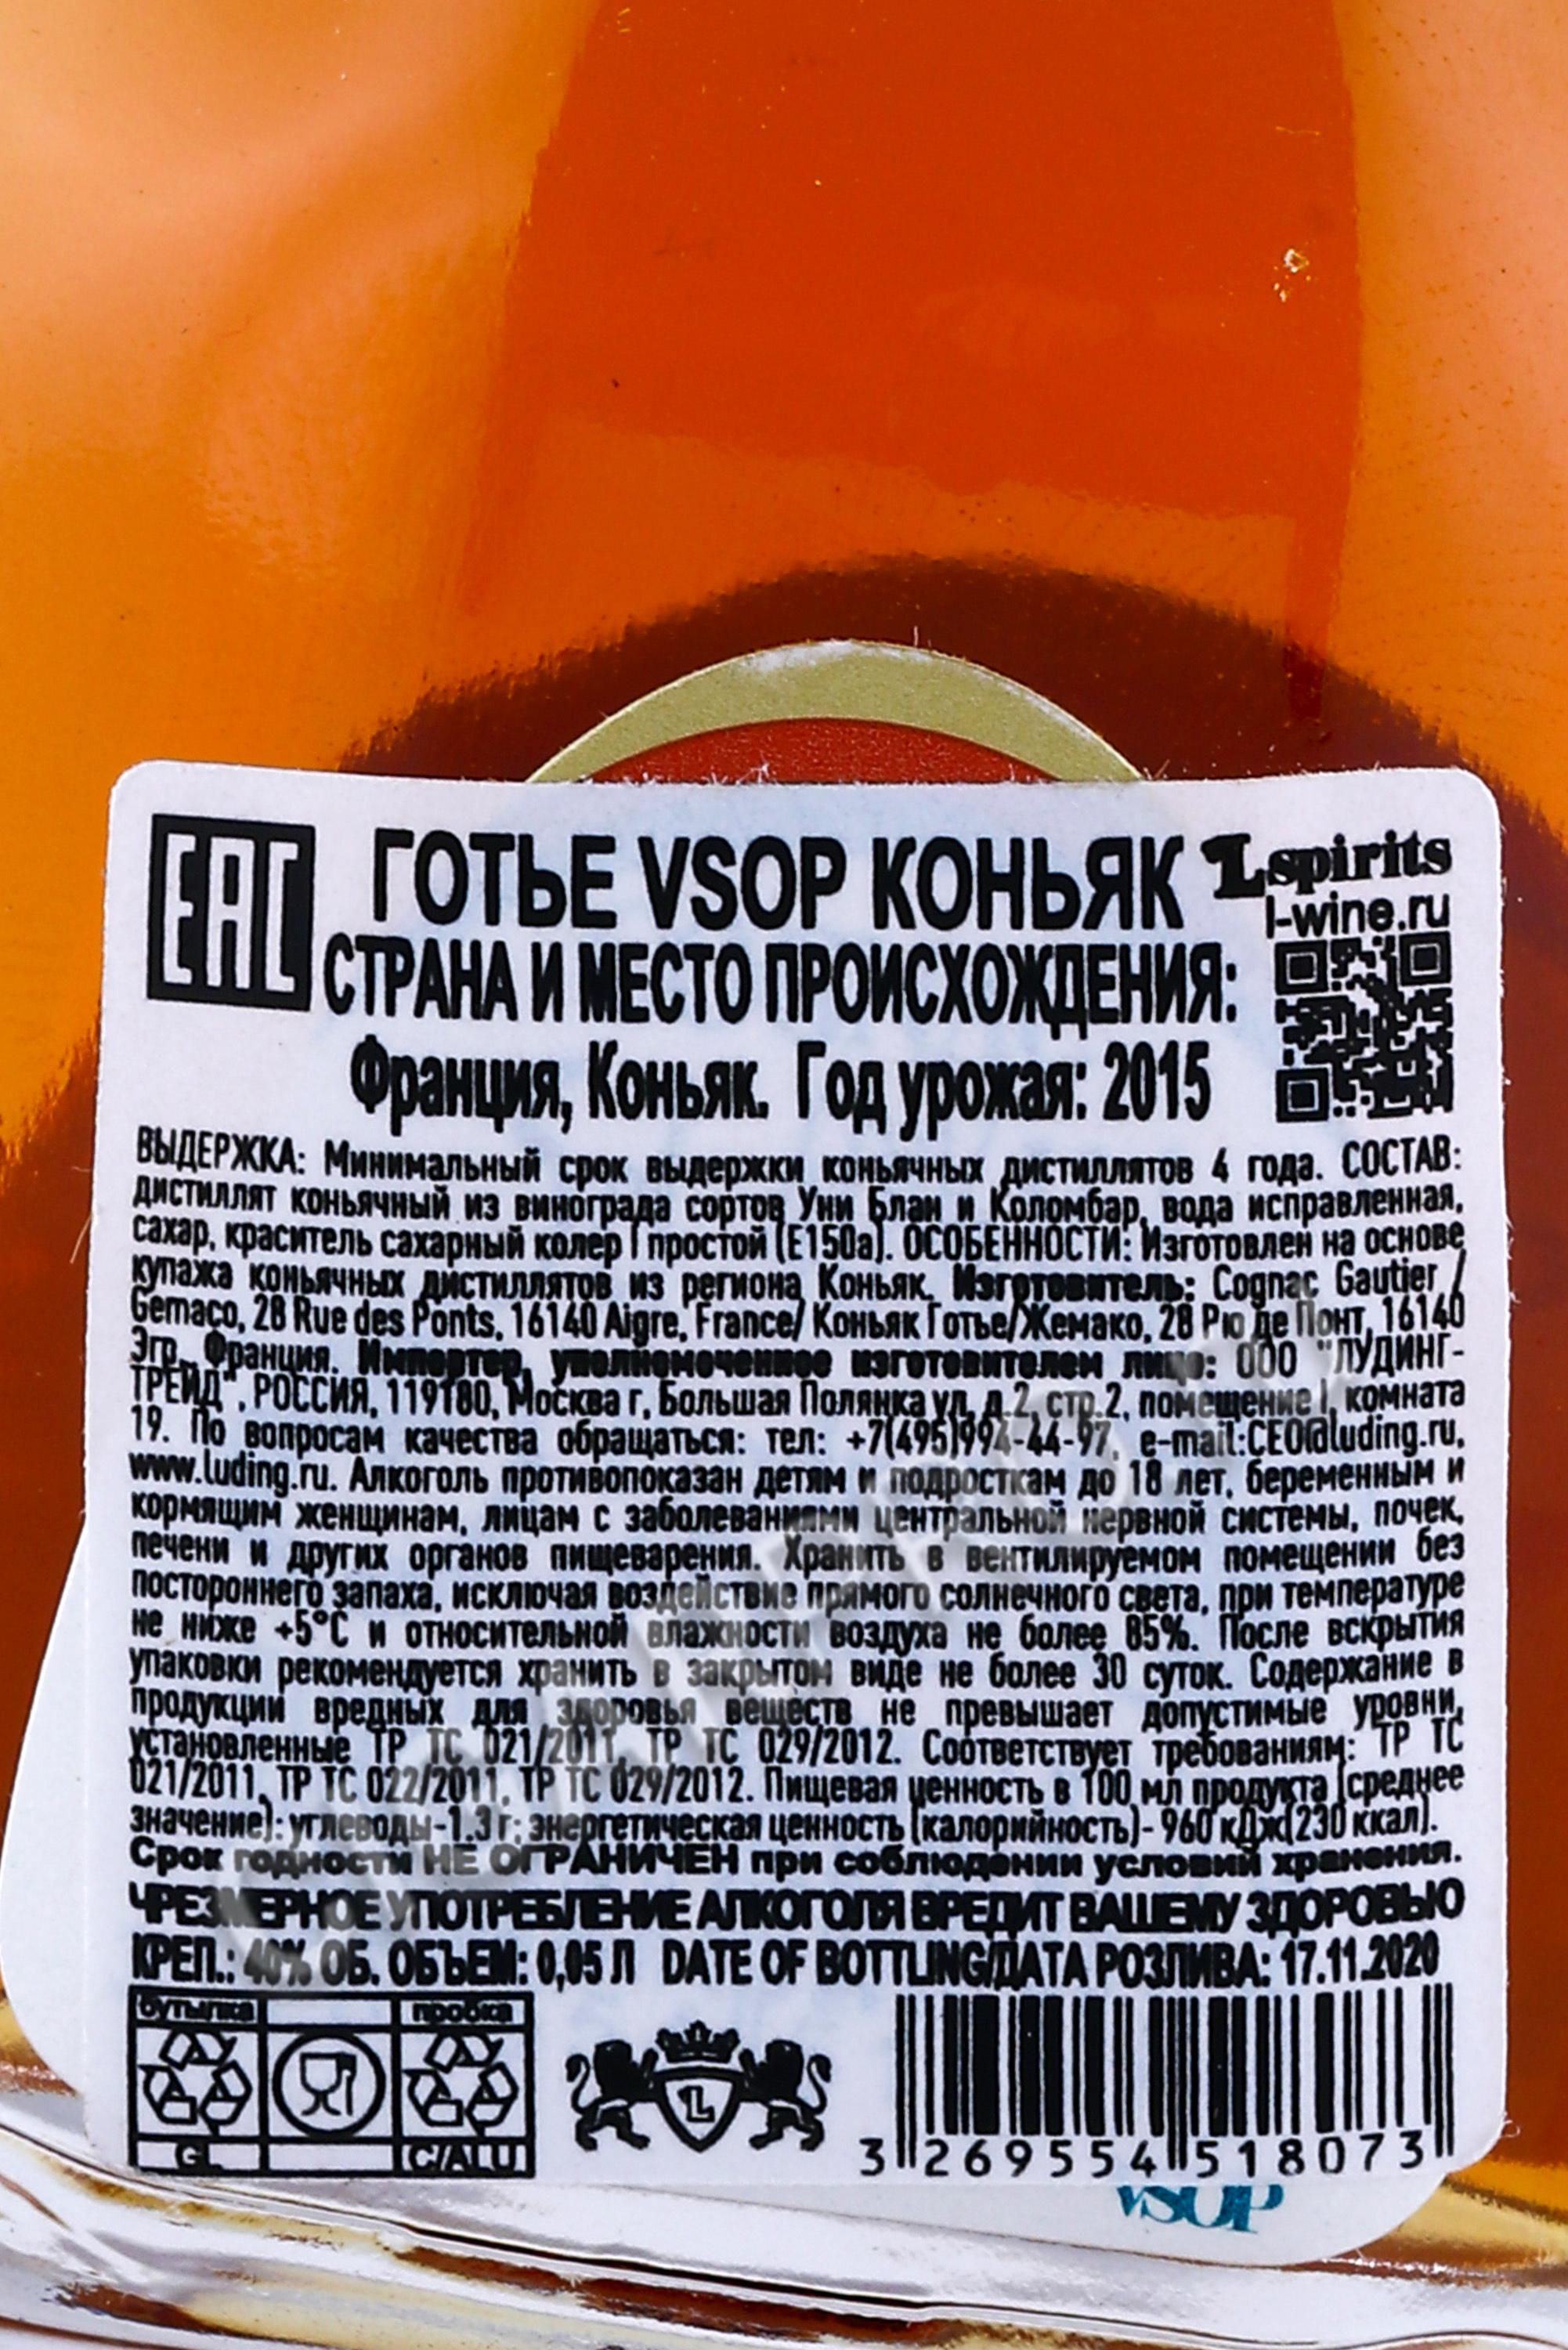 EAC
ГОТЬЕ VSOP КОНЬЯК
L spirits
l-wine.ru
СТРАНА И МЕСТО ПРОИСХОЖДЕНИЯ:
Франция, Коньяк. Год урожая: 2015
ВЫДЕРЖКА: Минимальный срок выдержки коньячных дистиллятов 4 года. СОСТАВ:
дистиллят коньячный из винограда сортов Уни Блан и Коломбар, вода исправленная,
сахар, краситель сахарный колер I простой (E150a). ОСОБЕННОСТИ: Изготовлен на основе
купажа коньячных дистиллятов из региона Коньяк. Изготовитель: Cognac Gautier /
Gemaco, 28 Rue des Ponts, 16140 Aigre, France/ Коньяк Готье/Жемако, 28 Рю де Понт, 16140
Эгр, Франция. Импортер, уполномоченное изготовителем лицо: ООО "ЛУДИНГ-
ТРЕЙД", РОССИЯ, 119180, Москва г, Большая Полянка ул, д.2, стр.2, помещение I, комната
19. По вопросам качества обращаться: тел: +7(495)994-44-97, e-mail:CEO@luding.ru,
www.luding.ru. Алкоголь противопоказан детям и подросткам до 18 лет, беременным и
кормящим женщинам, лицам с заболеваниями центральной нервной системы, почек,
печени и других органов пищеварения. Хранить в вентилируемом помещении без
постороннего запаха, исключая воздействие прямого солнечного света, при температуре
не ниже +5°C и относительной влажности воздуха не более 85%. После вскрытия
упаковки рекомендуется хранить в закрытом виде не более 30 суток. Содержание в
продукции вредных для здоровья веществ не превышает допустимые уровни,
установленные ТР ТС 021/2011, ТР ТС 029/2012. Соответствует требованиям: ТР ТС
021/2011, ТР ТС 022/2011, ТР ТС 029/2012. Пищевая ценность в 100 мл продукта (среднее
значение): углеводы-1.3 г; энергетическая ценность (калорийность)- 960 кДж(230 ккал).
Срок годности НЕ ОГРАНИЧЕН при соблюдении условий хранения.
ЧРЕЗМЕРНОЕ УПОТРЕБЛЕНИЕ АЛКОГОЛЯ ВРЕДИТ ВАШЕМУ ЗДОРОВЬЮ
КРЕП.: 40% ОБ. ОБЪЕМ: 0,05 Л DATE OF BOTTLING/ДАТА РОЗЛИВА: 17.11.2020
бутылка пробка
GL C/ALU
L
3 269554 518073
VSOP